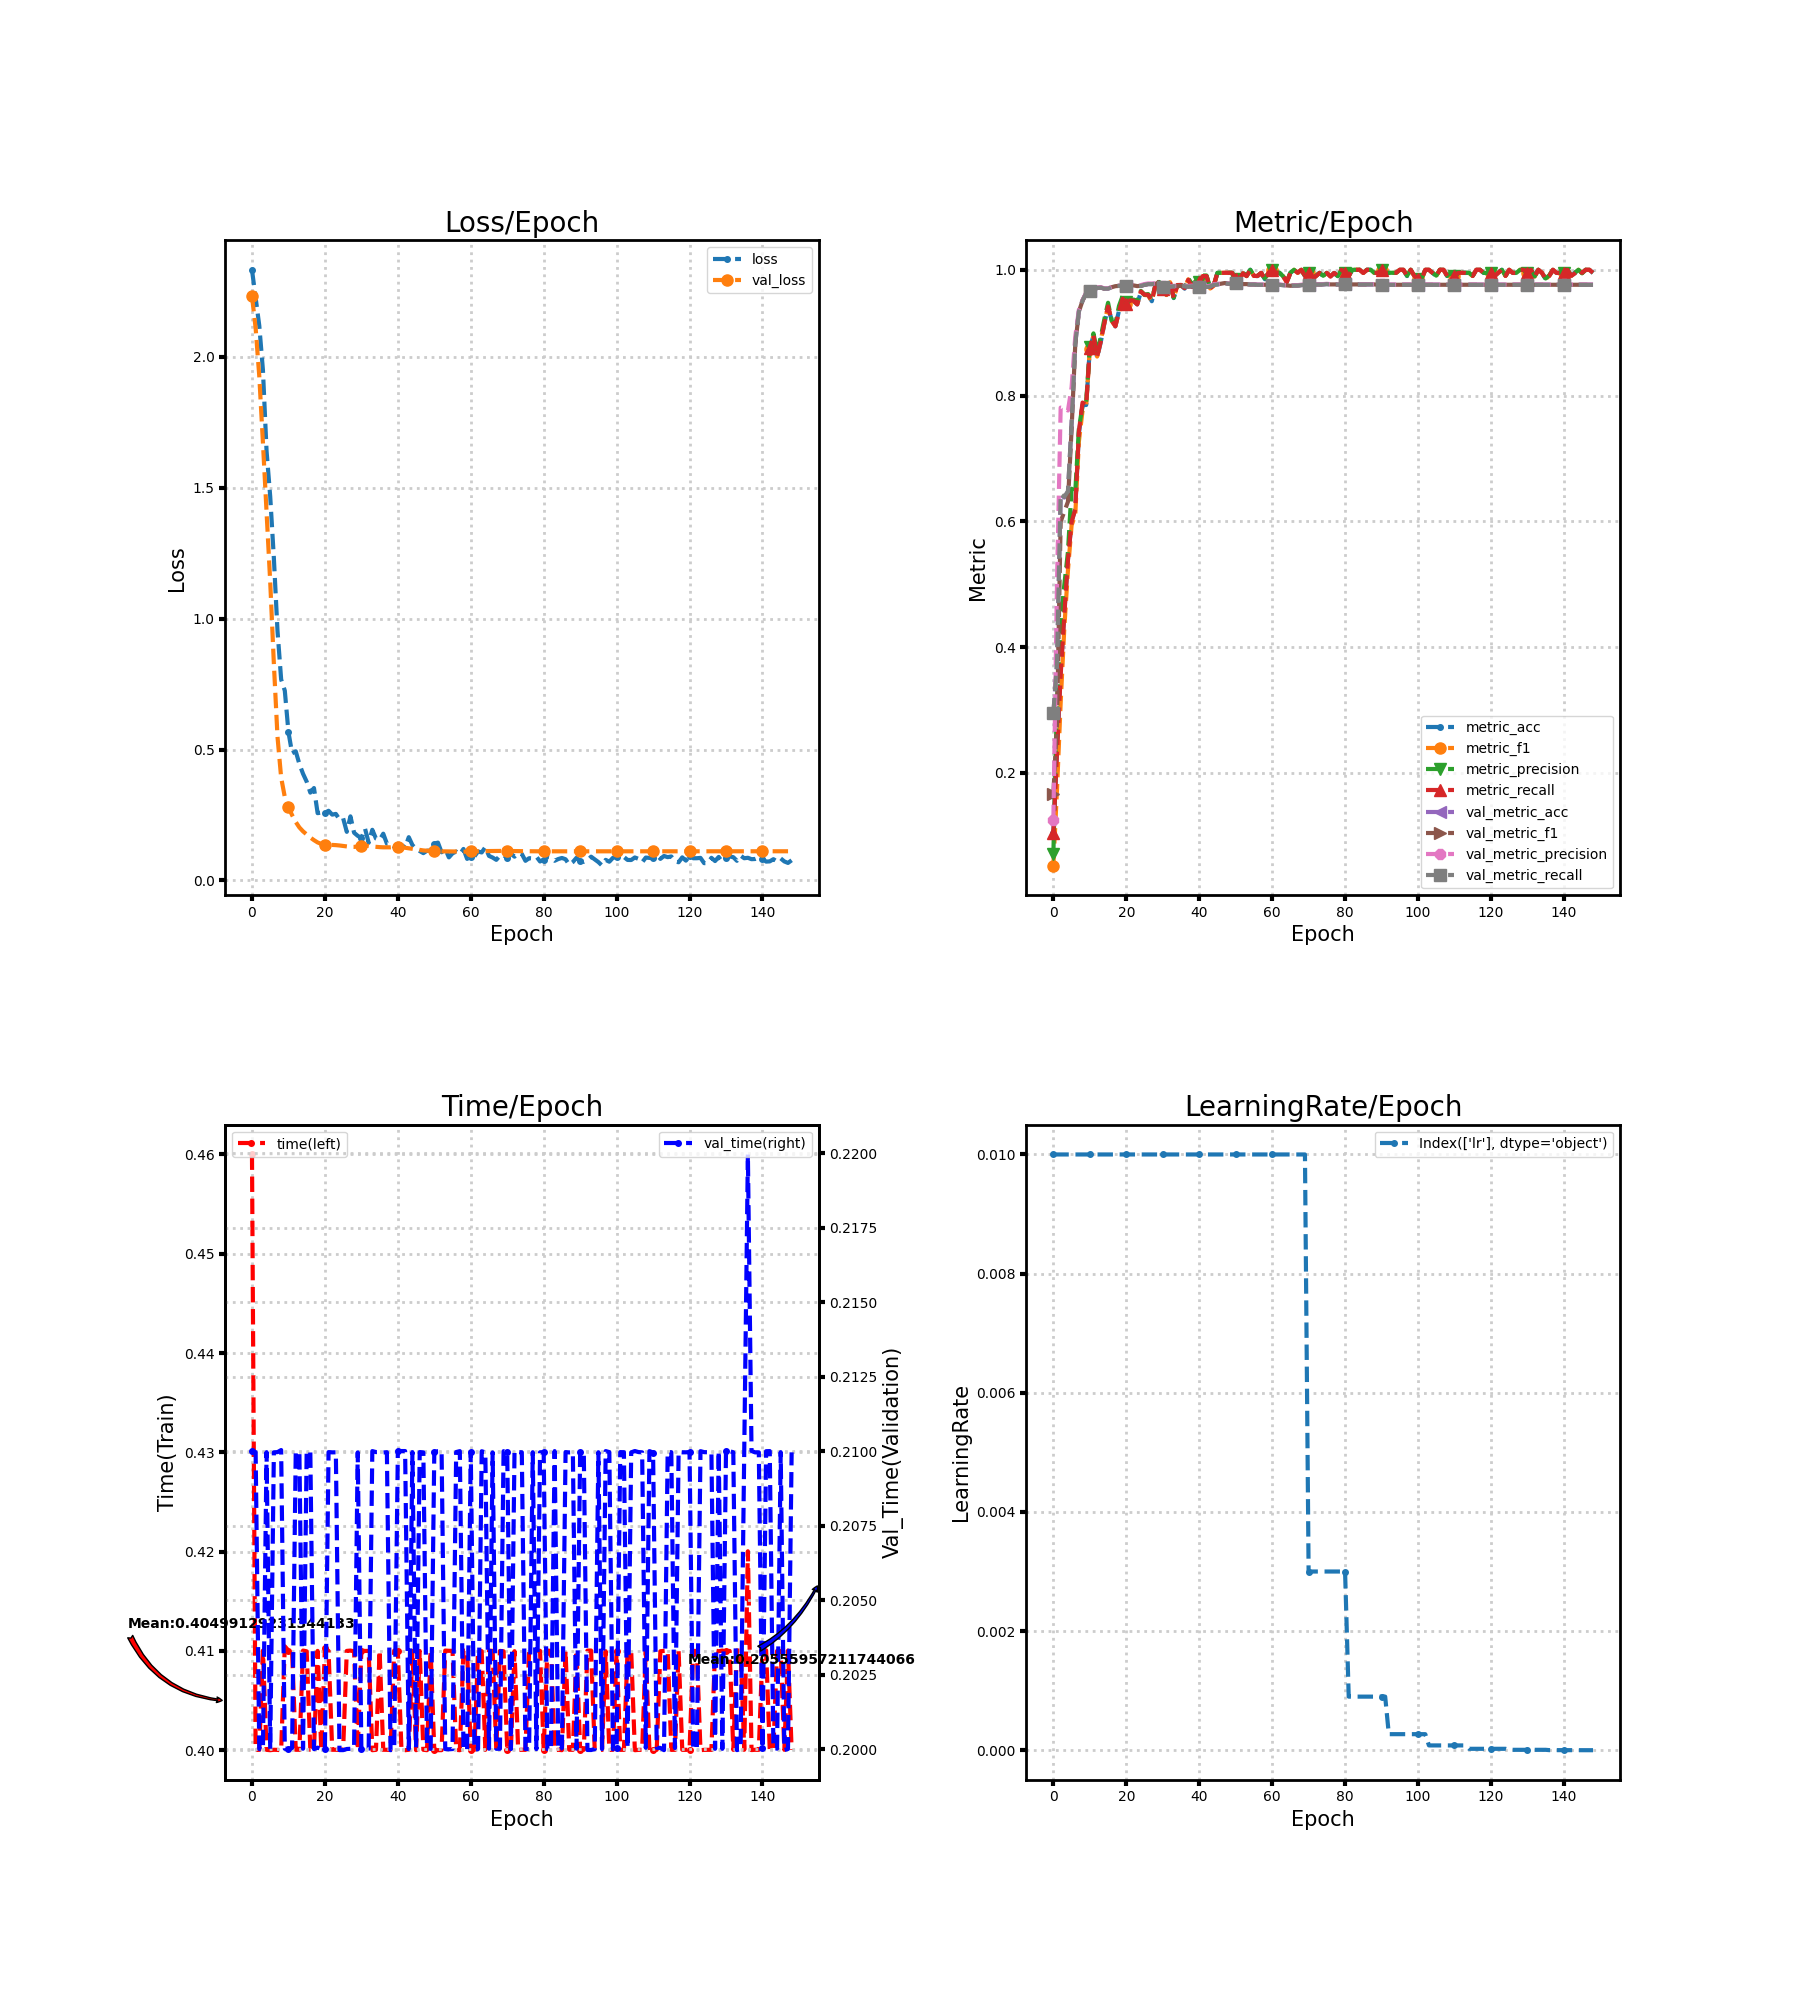 Loss/Epoch
loss
val_loss
2.0
1.5
1.0
0.5
0.0
Loss
0 20 40 60 80 100 120 140
Epoch
Metric/Epoch
1.0
0.8
0.6
0.4
0.2
Metric
metric_acc
metric_f1
metric_precision
metric_recall
val_metric_acc
val_metric_f1
val_metric_precision
val_metric_recall
0 20 40 60 80 100 120 140
Epoch
Time/Epoch
time(left)
val_time(right)
0.46
0.45
0.44
0.43
0.42
0.41
0.40
Time(Train)
0.2200
0.2175
0.2150
0.2125
0.2100
0.2075
0.2050
0.2025
0.2000
Val_Time(Validation)
Mean:0.20555957211744066
0 20 40 60 80 100 120 140
Epoch
LearningRate/Epoch
Index(['lr'], dtype='object')
0.010
0.008
0.006
0.004
0.002
0.000
LearningRate
0 20 40 60 80 100 120 140
Epoch